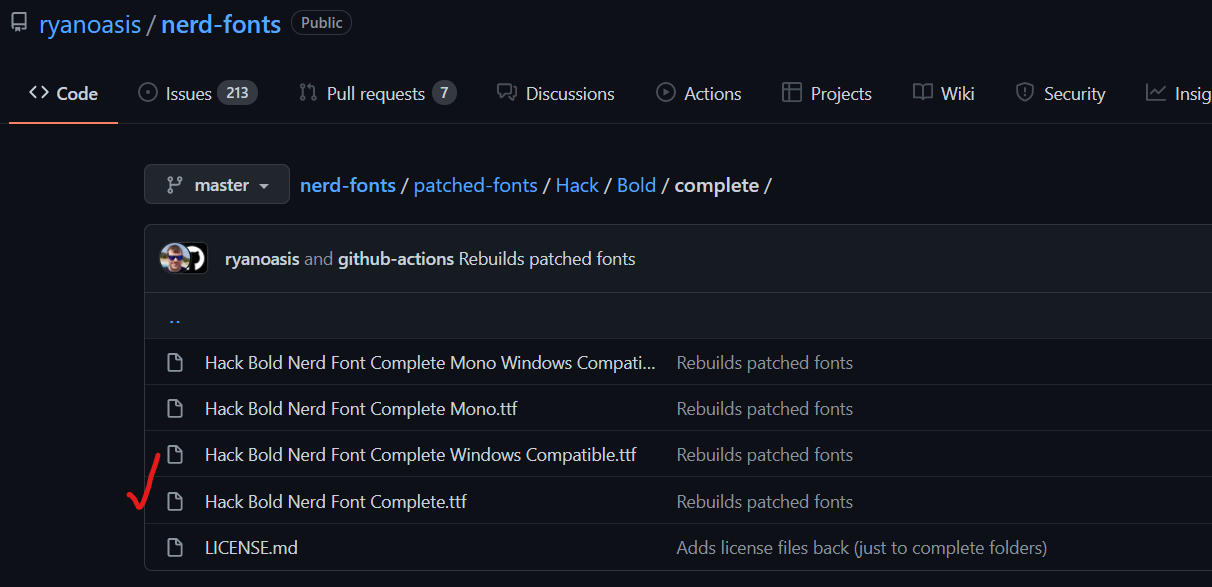 ryanoasis / nerd-fonts Public
Code Issues 213 Pull requests 7 Discussions Actions Projects Wiki Security Insig
master nerd-fonts / patched-fonts / Hack / Bold / complete /
ryanoasis and github-actions Rebuilds patched fonts
..
Hack Bold Nerd Font Complete Mono Windows Compati... Rebuilds patched fonts
Hack Bold Nerd Font Complete Mono.ttf Rebuilds patched fonts
Hack Bold Nerd Font Complete Windows Compatible.ttf Rebuilds patched fonts
Hack Bold Nerd Font Complete.ttf Rebuilds patched fonts
LICENSE.md Adds license files back (just to complete folders)